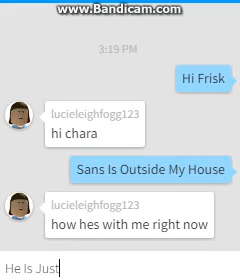 www.Bandicam.com
3:19 PM
Hi Frisk
lucieleighfogg123
hi chara
Sans Is Outside My House
lucieleighfogg123
how hes with me right now
He Is Just